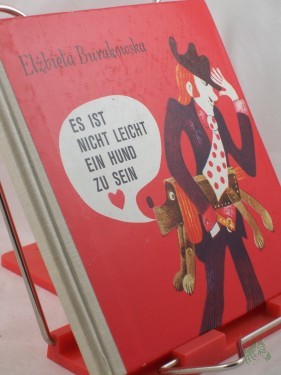 Elżbieta Burakowska
ES IST
NICHT LEICHT
EIN HUND
ZU SEIN